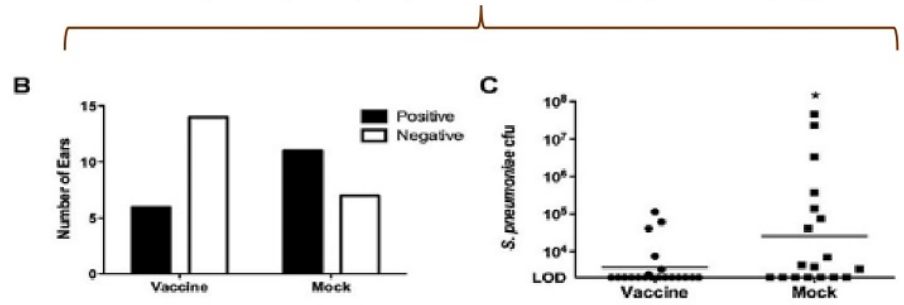 B
15
10
5
0
Number of Ears
Positive
Negative
Vaccine
Mock
C
10⁸
10⁷
10⁶
10⁵
10⁴
LOD
S. pneumoniae cfu
*
Vaccine
Mock